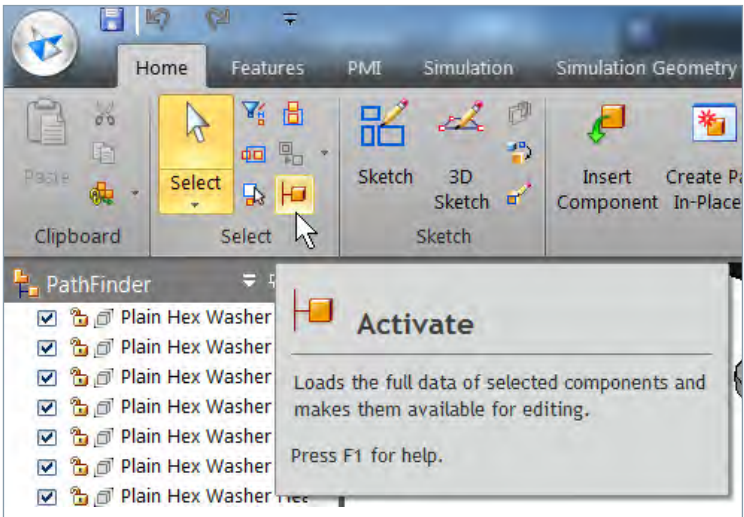 Home Features PMI Simulation Simulation Geometry
Paste
Select
Sketch
3D
Sketch
Insert
Component
Create Pa
In-Place
Clipboard Select Sketch
PathFinder
Plain Hex Washer
Plain Hex Washer
Plain Hex Washer
Plain Hex Washer
Plain Hex Washer
Plain Hex Washer
Plain Hex Washer Hea
Activate
Loads the full data of selected components and
makes them available for editing.
Press F1 for help.